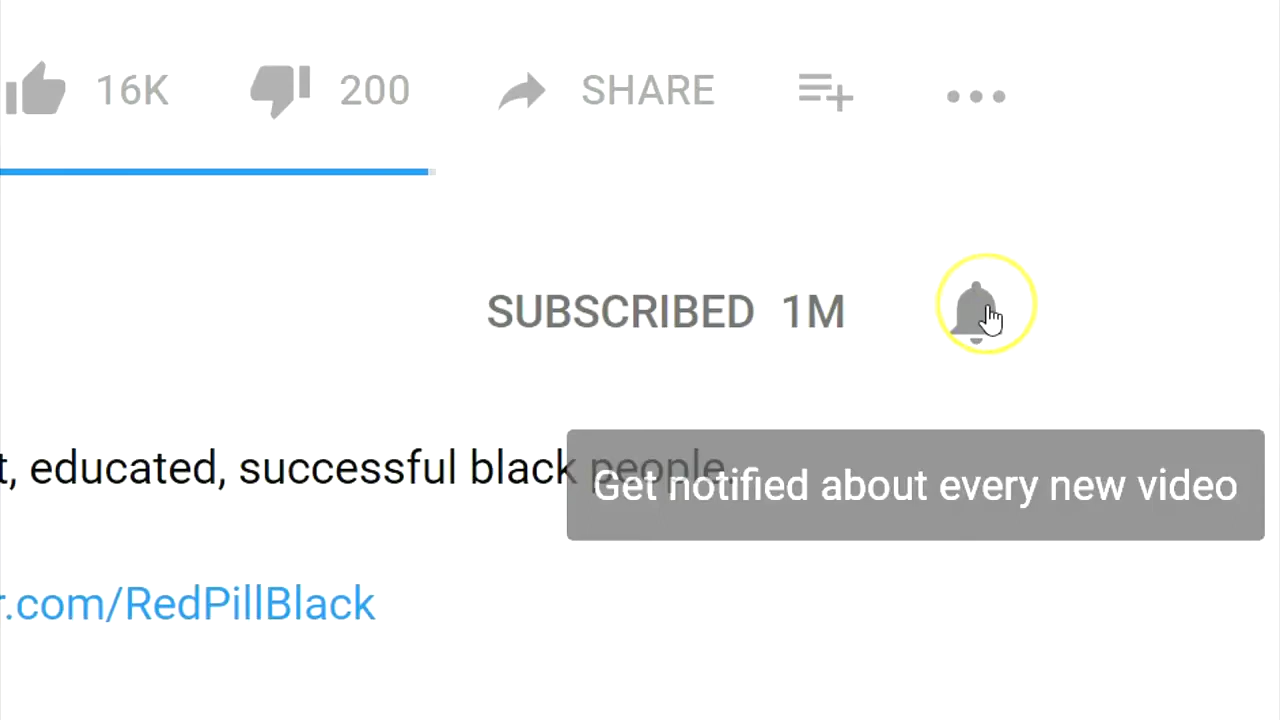 16K 200 SHARE
SUBSCRIBED 1M
t, educated, successful black people.
Get notified about every new video
r.com/RedPillBlack